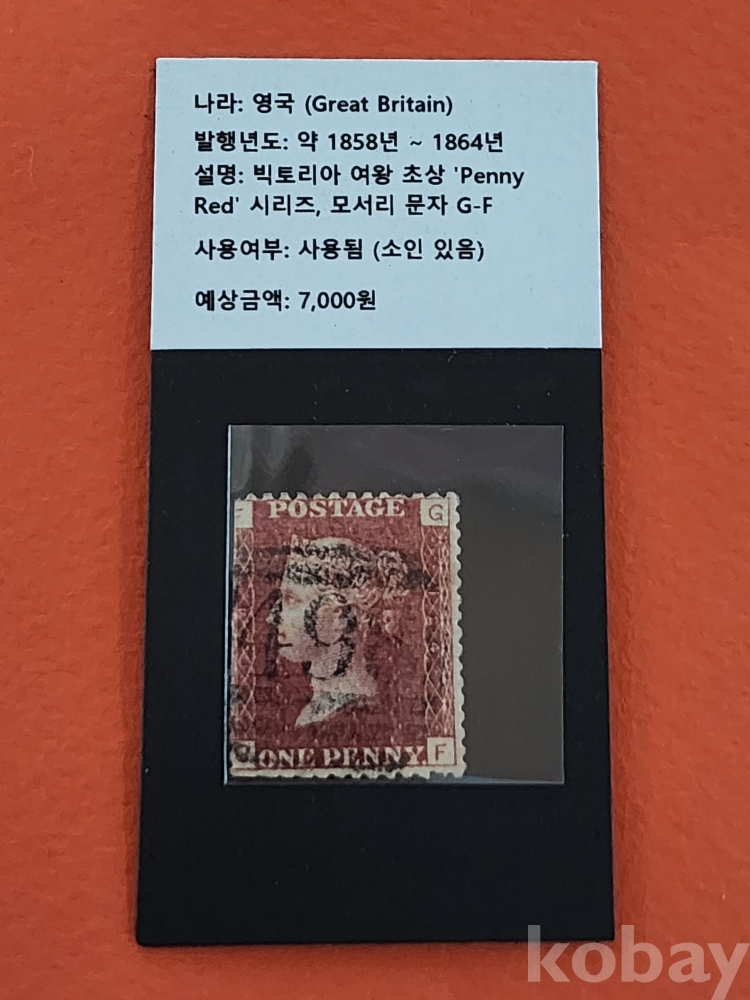 나라: 영국 (Great Britain)
발행년도: 약 1858년 ~ 1864년
설명: 빅토리아 여왕 초상 'Penny
Red' 시리즈, 모서리 문자 G-F
사용여부: 사용됨 (소인 있음)
예상금액: 7,000원
F POSTAGE G
49
ONE PENNY. F
kobay